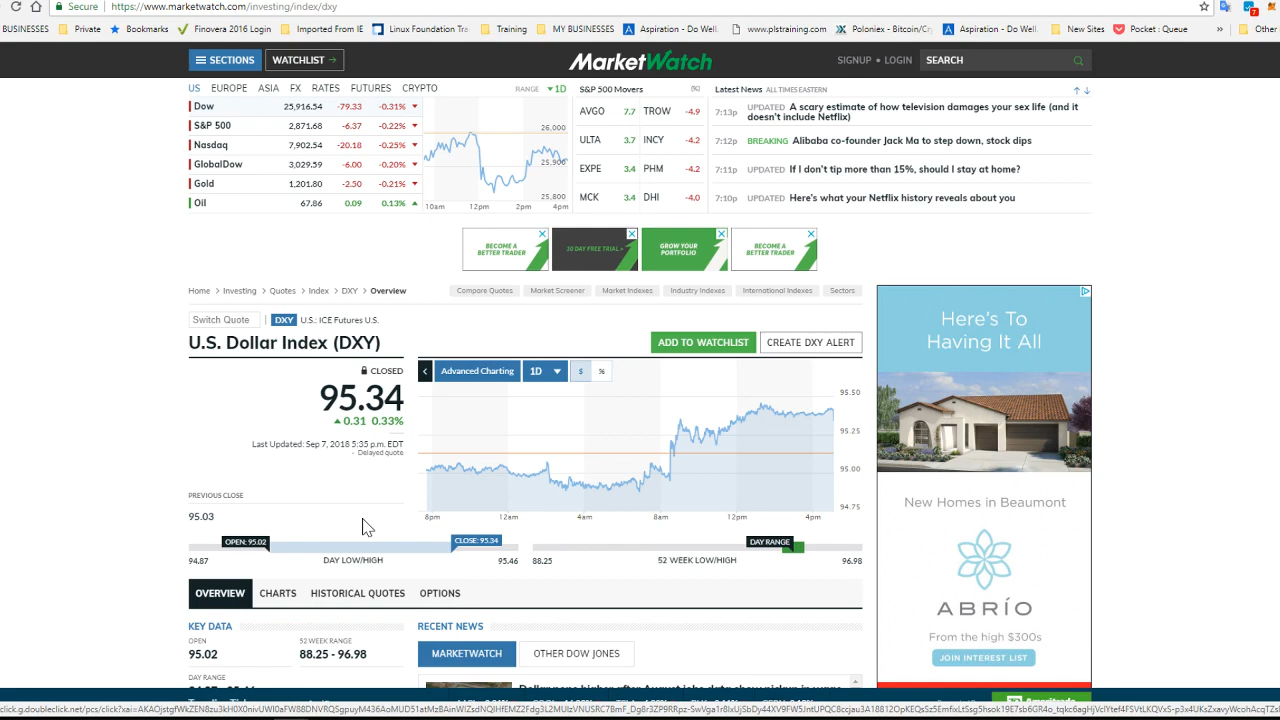 Secure
https://www.marketwatch.com/investing/index/dxy
BUSINESSES
Private
Bookmarks
Finovera 2016 Login
Imported From IE
Linux foundation Tra
Training
MY BUSINESSES
Aspiration - Do Well.
www.plstraining.com
Poloniex - Bitcoin/Cry
Aspiration - Do Well.
New Sites
Pocket : Queue
»
Other
SECTIONS
WATCHLIST →
MarketWatch
SIGNUP • LOGIN
SEARCH
US EUROPE ASIA FX RATES FUTURES CRYPTO
RANGE 1D
Dow 25,916.54 -79.33 -0.31%
S&P 500 2,871.68 -6.37 -0.22%
Nasdaq 7,902.54 -20.18 -0.25%
GlobalDow 3,029.59 -6.00 -0.20%
Gold 1,201.80 -2.50 -0.21%
Oil 67.86 0.09 0.13%
26,000
25,900
25,800
10am 12pm 2pm 4pm
S&P 500 Movers (%)
AVGO 7.7 TROW -4.9
ULTA 3.7 INCY -4.2
EXPE 3.4 PHM -4.2
MCK 3.4 DHI -4.0
Latest News ALL TIMES EASTERN
7:13p UPDATED A scary estimate of how television damages your sex life (and it
doesn't include Netflix)
7:12p BREAKING Alibaba co-founder Jack Ma to step down, stock dips
7:11p UPDATED If I don't tip more than 15%, should I stay at home?
7:10p UPDATED Here's what your Netflix history reveals about you
BECOME A
BETTER TRADER
30 DAY FREE TRIAL >
GROW YOUR
PORTFOLIO
BECOME A
BETTER TRADER
Home > Investing > Quotes > Index > DXY > Overview
Compare Quotes
Market Screener
Market Indexes
Industry Indexes
International Indexes
Sectors
Switch Quote
DXY U.S.: ICE Futures U.S.
U.S. Dollar Index (DXY)
ADD TO WATCHLIST
CREATE DXY ALERT
CLOSED
95.34
0.31 0.33%
Last Updated: Sep 7, 2018 5:35 p.m. EDT
- Delayed quote
PREVIOUS CLOSE
95.03
Advanced Charting
1D
$
%
95.50
95.25
95.00
94.75
8pm 12am 4am 8am 12pm 4pm
OPEN: 95.02
CLOSE: 95.34
94.87 DAY LOW/HIGH 95.46
DAY RANGE
88.25 52 WEEK LOW/HIGH 96.98
OVERVIEW
CHARTS
HISTORICAL QUOTES
OPTIONS
KEY DATA
OPEN
95.02
52 WEEK RANGE
88.25 - 96.98
DAY RANGE
RECENT NEWS
MARKETWATCH
OTHER DOW JONES
Here's To
Having It All
New Homes in Beaumont
ABRÍO
From the high $300s
JOIN INTEREST LIST